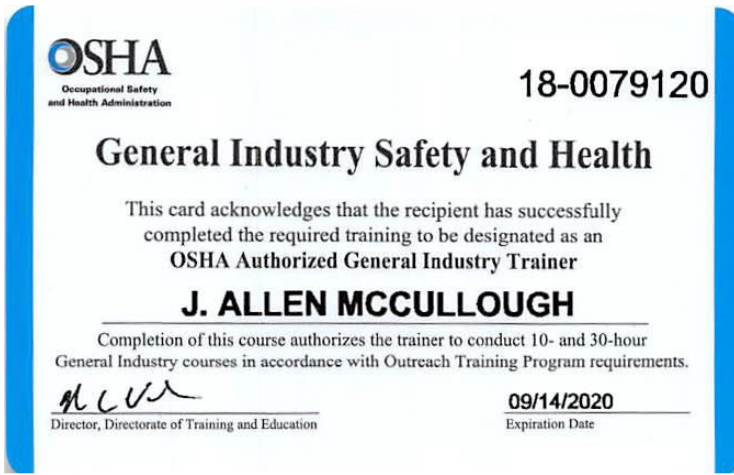 OSHA
Occupational Safety
and Health Administration
18-0079120
General Industry Safety and Health
This card acknowledges that the recipient has successfully
completed the required training to be designated as an
OSHA Authorized General Industry Trainer
J. ALLEN MCCULLOUGH
Completion of this course authorizes the trainer to conduct 10- and 30-hour
General Industry courses in accordance with Outreach Training Program requirements.
09/14/2020
Director, Directorate of Training and Education
Expiration Date